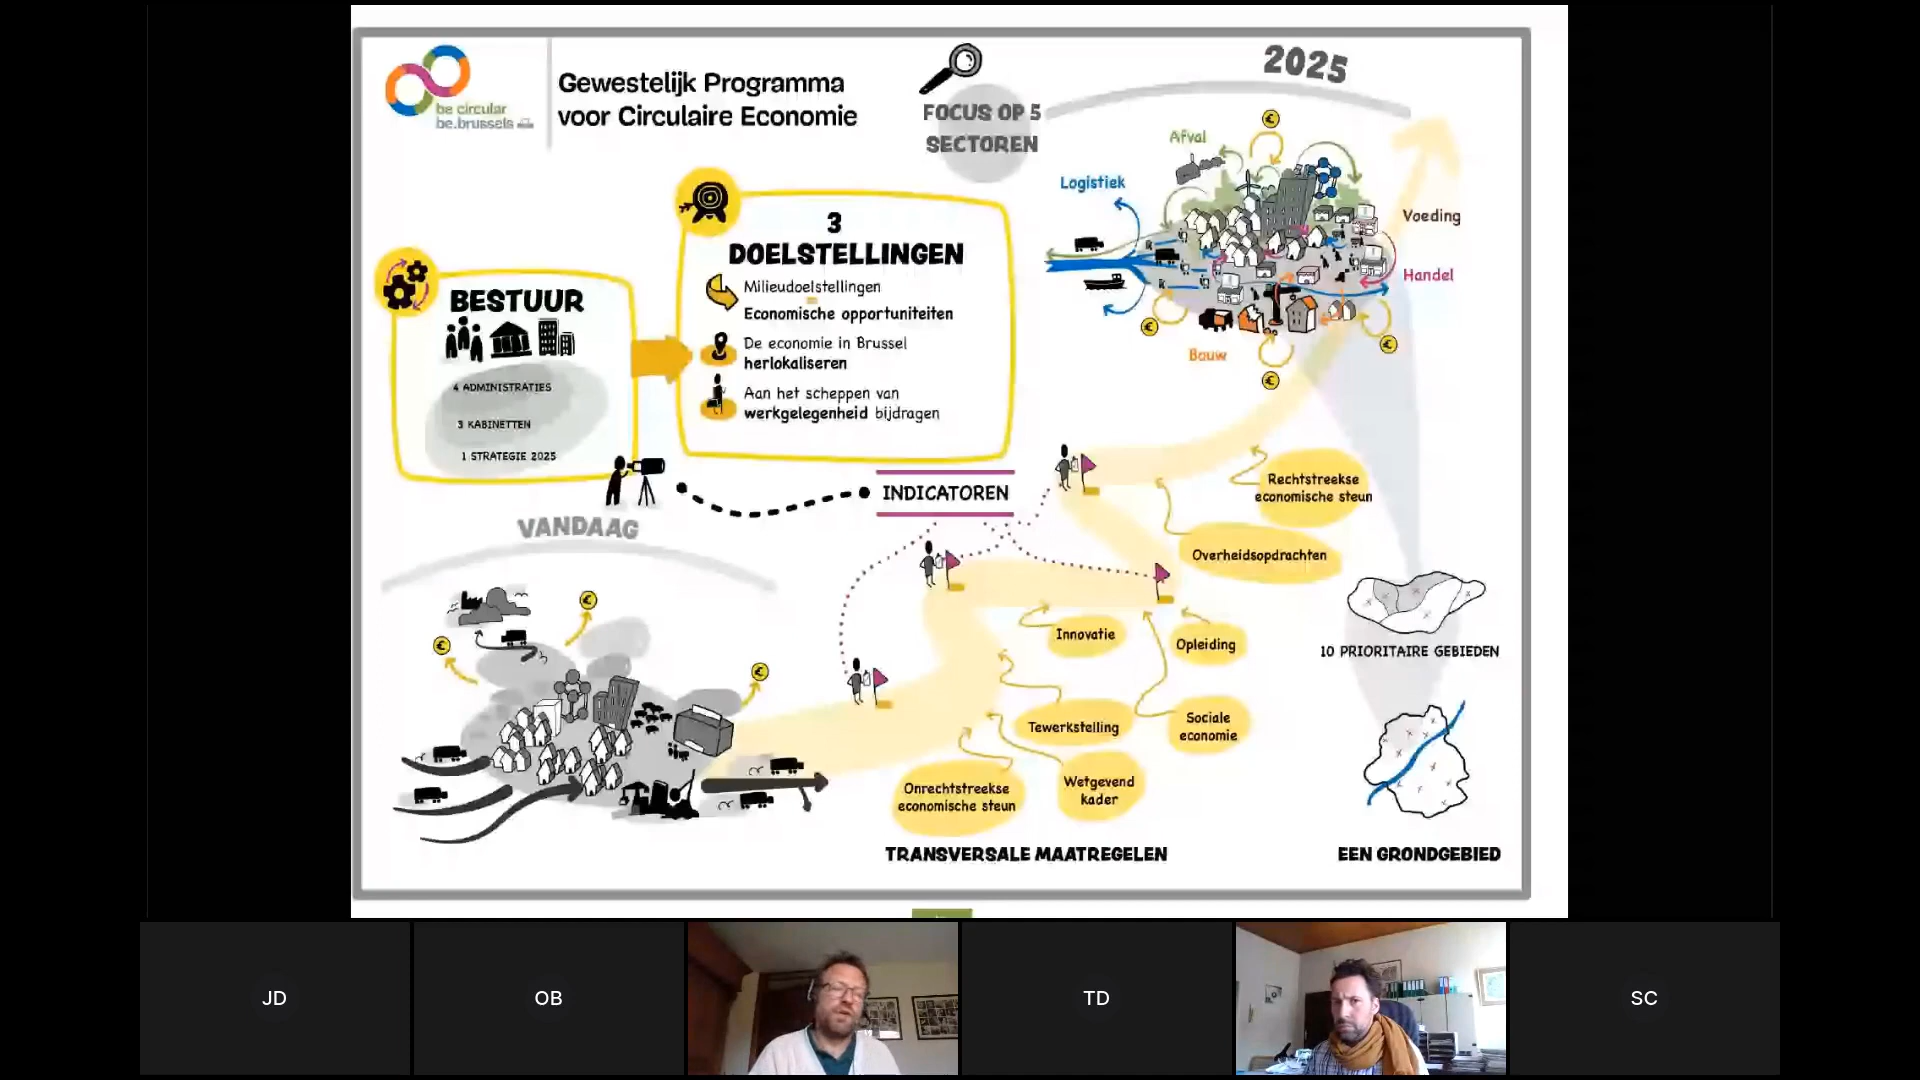 be circular
be.brussels
Gewestelijk Programma
voor Circulaire Economie
FOCUS OP 5
SECTOREN
2025
Afval
Logistiek
Voeding
Handel
Bouw
€
€
€
€
3
DOELSTELLINGEN
Milieudoelstellingen
=
Economische opportuniteiten
De economie in Brussel
herlokaliseren
Aan het scheppen van
werkgelegenheid bijdragen
BESTUUR
4 ADMINISTRATIES
3 KABINETTEN
1 STRATEGIE 2025
INDICATOREN
VANDAAG
€
€
€
Rechtstreekse
economische steun
Overheidsopdrachten
Innovatie
Opleiding
Tewerkstelling
Sociale
economie
Onrechtstreekse
economische steun
Wetgevend
kader
10 PRIORITAIRE GEBIEDEN
TRANSVERSALE MAATREGELEN
EEN GRONDGEBIED
JD
OB
TD
SC